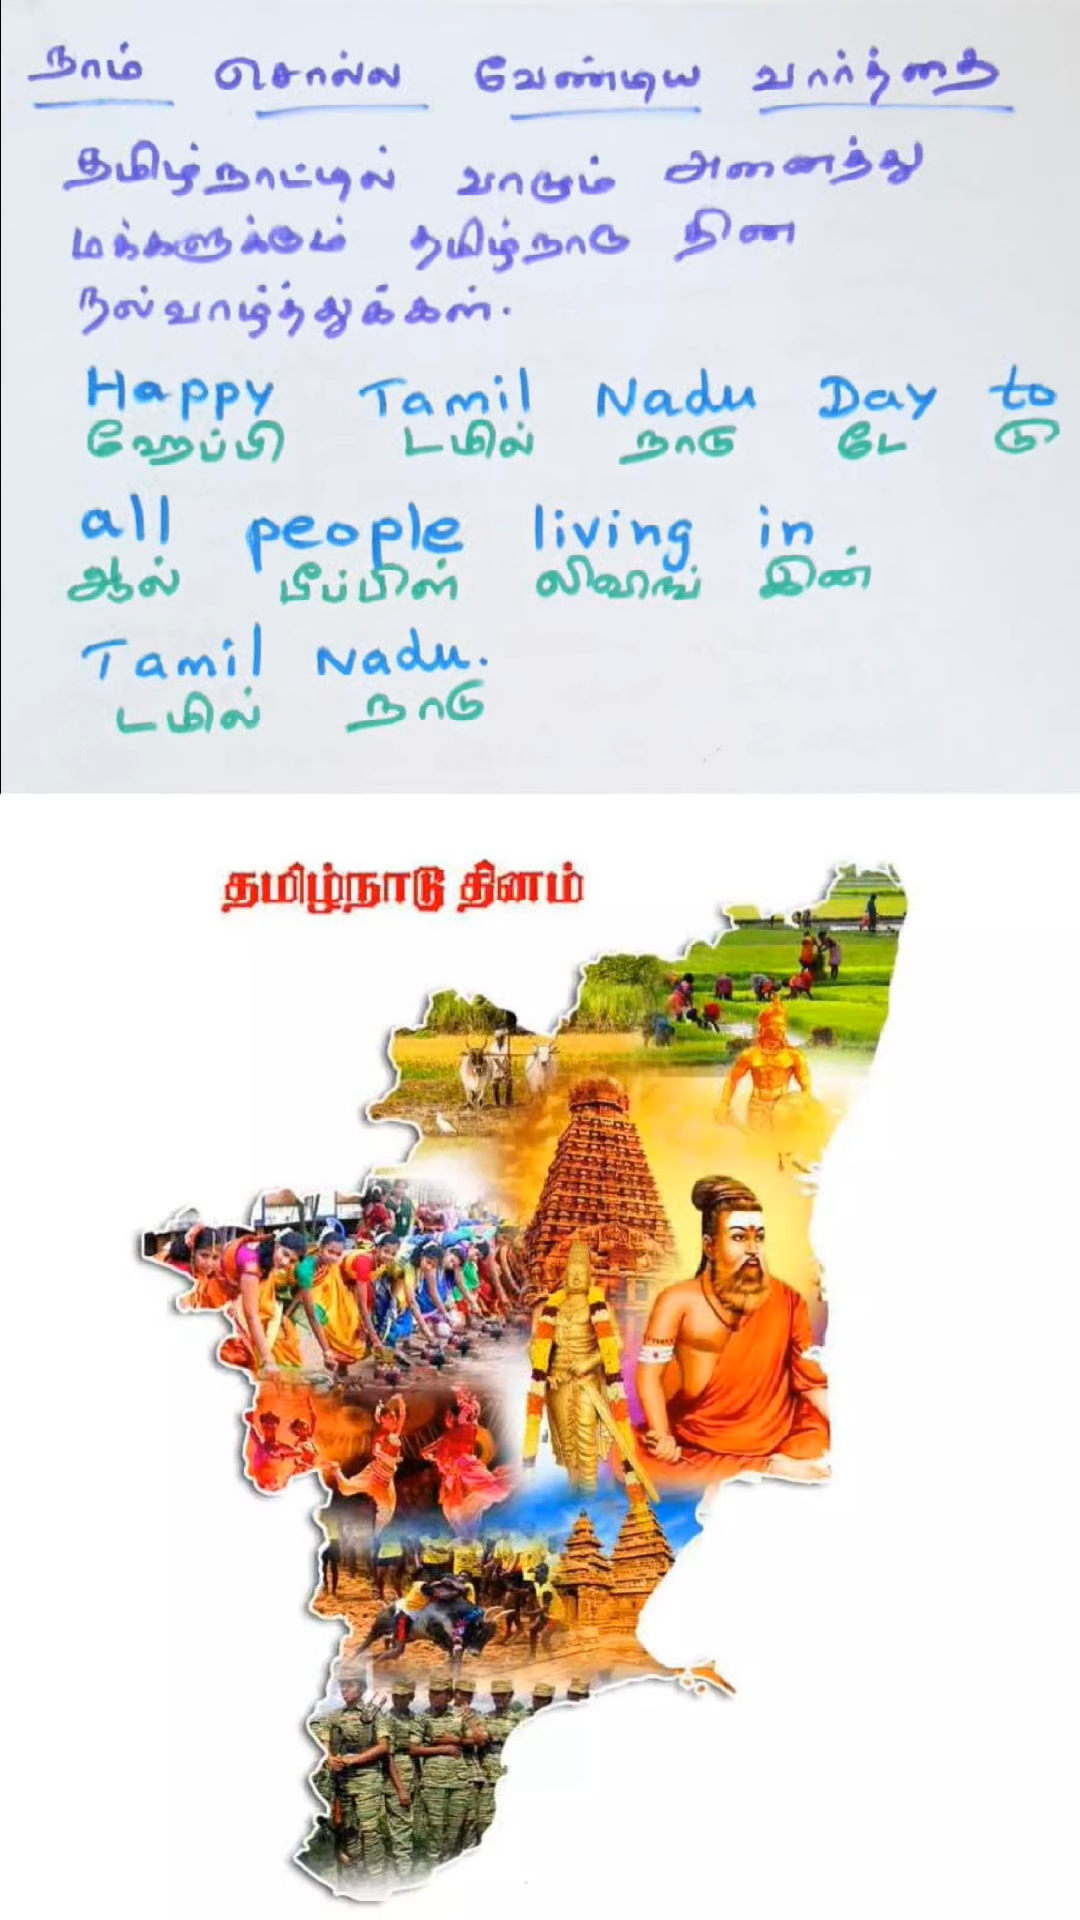 நாம் சொல்ல வேண்டிய வார்த்தை
தமிழ்நாட்டில் வாழும் அனைத்து
மக்களுக்கும் தமிழ்நாடு தின
நல்வாழ்த்துக்கள்.
Happy Tamil Nadu Day to
ஹேப்பி டமில் நாடு டே டு
all people living in
ஆல் பீப்பிள் லிவிங் இன்
Tamil Nadu.
டமில் நாடு
தமிழ்நாடு தினம்